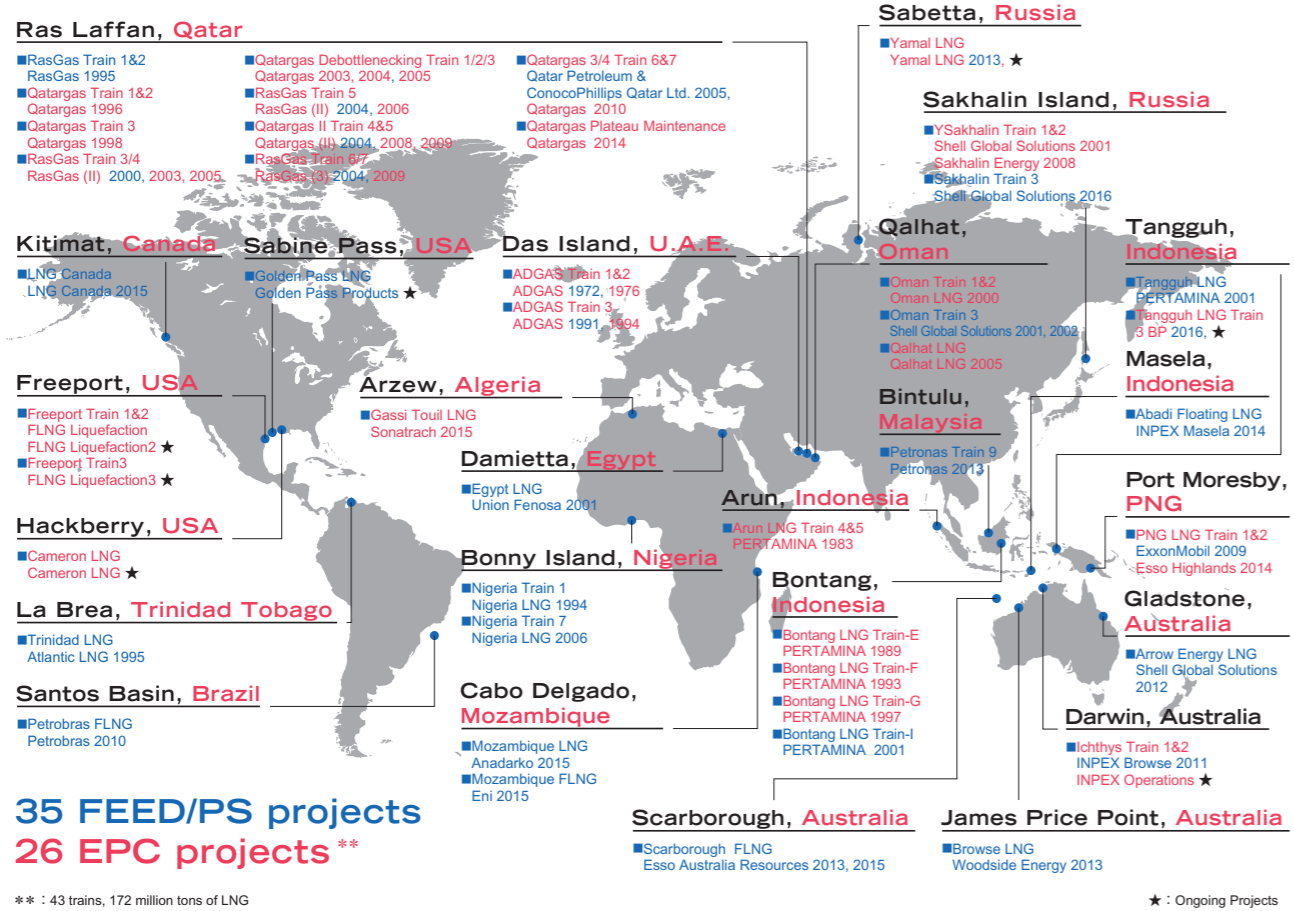 Ras Laffan, Qatar
■RasGas Train 1&2
RasGas 1995
■Qatargas Train 1&2
Qatargas 1996
■Qatargas Train 3
Qatargas 1998
■RasGas Train 3/4
RasGas (II) 2000, 2003, 2005
■Qatargas Debottlenecking Train 1/2/3
Qatargas 2003, 2004, 2005
■RasGas Train 5
RasGas (II) 2004, 2006
■Qatargas II Train 4&5
Qatargas (II) 2004, 2008, 2009
■RasGas Train 6/7
RasGas (3) 2004, 2009
■Qatargas 3/4 Train 6&7
Qatar Petroleum &
ConocoPhillips Qatar Ltd. 2005,
Qatargas 2010
■Qatargas Plateau Maintenance
Qatargas 2014
Sabetta, Russia
■Yamal LNG
Yamal LNG 2013, ★
Sakhalin Island, Russia
■YSakhalin Train 1&2
Shell Global Solutions 2001
Sakhalin Energy 2008
■Sakhalin Train 3
Shell Global Solutions 2016
Kitimat, Canada
■LNG Canada
LNG Canada 2015
Sabine Pass, USA
■Golden Pass LNG
Golden Pass Products ★
Das Island, U.A.E.
■ADGAS Train 1&2
ADGAS 1972, 1976
■ADGAS Train 3
ADGAS 1991, 1994
Qalhat,
Oman
■Oman Train 1&2
Oman LNG 2000
■Oman Train 3
Shell Global Solutions 2001, 2002
■Qalhat LNG
Qalhat LNG 2005
Tangguh,
Indonesia
■Tangguh LNG
PERTAMINA 2001
■Tangguh LNG Train
3 BP 2016, ★
Freeport, USA
■Freeport Train 1&2
FLNG Liquefaction
FLNG Liquefaction2 ★
■Freeport Train3
FLNG Liquefaction3 ★
Arzew, Algeria
■Gassi Touil LNG
Sonatrach 2015
Bintulu,
Malaysia
■Petronas Train 9
Petronas 2013
Masela,
Indonesia
■Abadi Floating LNG
INPEX Masela 2014
Damietta, Egypt
■Egypt LNG
Union Fenosa 2001
Arun, Indonesia
■Arun LNG Train 4&5
PERTAMINA 1983
Port Moresby,
PNG
■PNG LNG Train 1&2
ExxonMobil 2009
Esso Highlands 2014
Hackberry, USA
■Cameron LNG
Cameron LNG ★
Bonny Island, Nigeria
■Nigeria Train 1
Nigeria LNG 1994
■Nigeria Train 7
Nigeria LNG 2006
Bontang,
Indonesia
■Bontang LNG Train-E
PERTAMINA 1989
■Bontang LNG Train-F
PERTAMINA 1993
■Bontang LNG Train-G
PERTAMINA 1997
■Bontang LNG Train-I
PERTAMINA 2001
Gladstone,
Australia
■Arrow Energy LNG
Shell Global Solutions
2012
La Brea, Trinidad Tobago
■Trinidad LNG
Atlantic LNG 1995
Santos Basin, Brazil
■Petrobras FLNG
Petrobras 2010
Cabo Delgado,
Mozambique
■Mozambique LNG
Anadarko 2015
■Mozambique FLNG
Eni 2015
Darwin, Australia
■Ichthys Train 1&2
INPEX Browse 2011
INPEX Operations ★
Scarborough, Australia
■Scarborough FLNG
Esso Australia Resources 2013, 2015
James Price Point, Australia
■Browse LNG
Woodside Energy 2013
35 FEED/PS projects
26 EPC projects **
** : 43 trains, 172 million tons of LNG
★ : Ongoing Projects